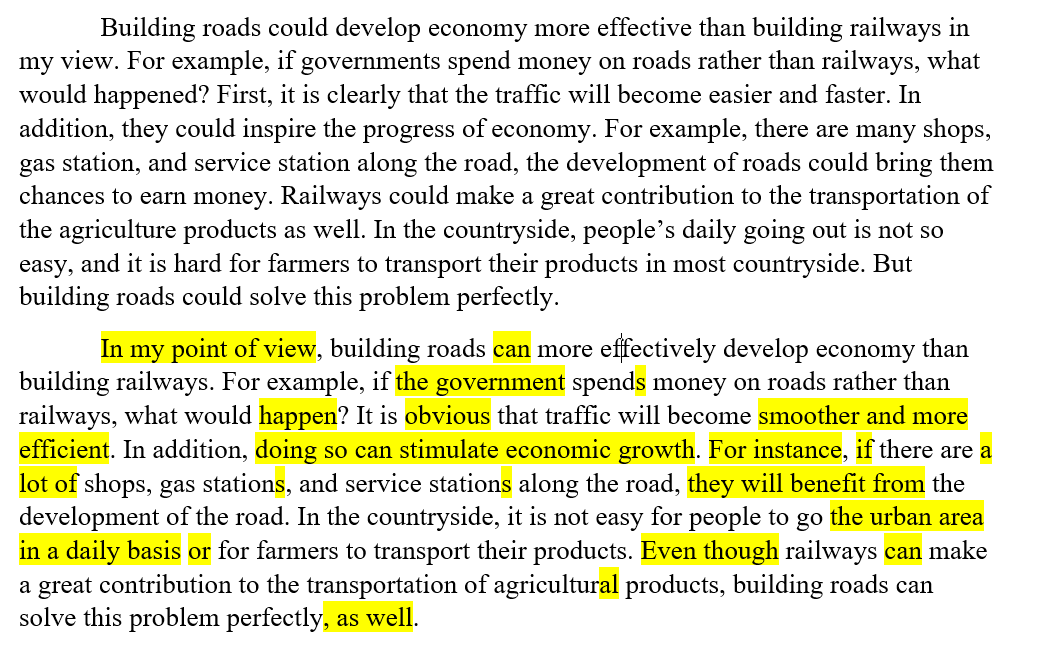 Building roads could develop economy more effective than building railways in
my view. For example, if governments spend money on roads rather than railways, what
would happened? First, it is clearly that the traffic will become easier and faster. In
addition, they could inspire the progress of economy. For example, there are many shops,
gas station, and service station along the road, the development of roads could bring them
chances to earn money. Railways could make a great contribution to the transportation of
the agriculture products as well. In the countryside, people’s daily going out is not so
easy, and it is hard for farmers to transport their products in most countryside. But
building roads could solve this problem perfectly.
In my point of view, building roads can more effectively develop economy than
building railways. For example, if the government spends money on roads rather than
railways, what would happen? It is obvious that traffic will become smoother and more
efficient. In addition, doing so can stimulate economic growth. For instance, if there are a
lot of shops, gas stations, and service stations along the road, they will benefit from the
development of the road. In the countryside, it is not easy for people to go the urban area
in a daily basis or for farmers to transport their products. Even though railways can make
a great contribution to the transportation of agricultural products, building roads can
solve this problem perfectly, as well.